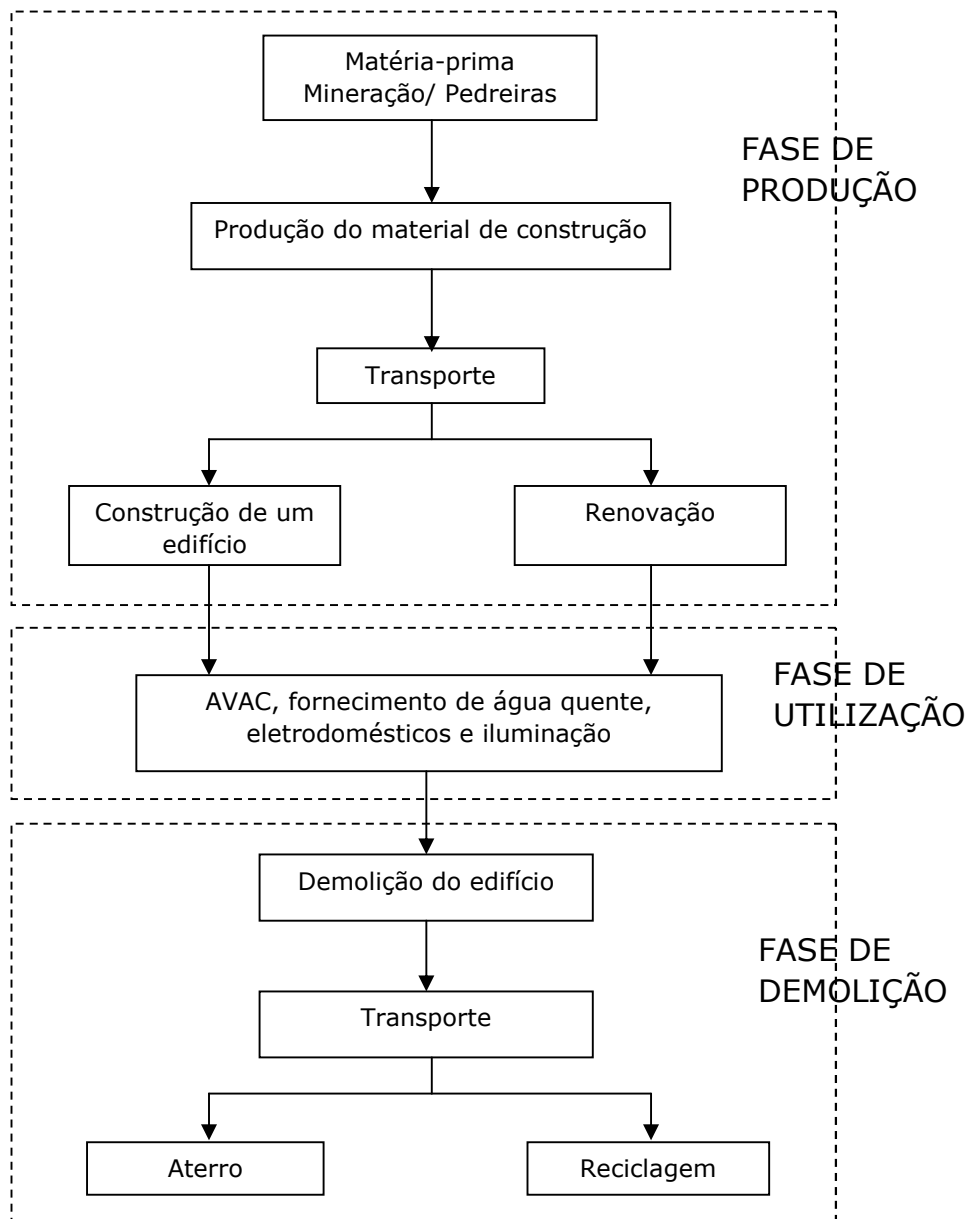 Matéria-prima
Mineração/ Pedreiras
FASE DE
PRODUÇÃO
Produção do material de construção
Transporte
Construção de um
edifício
Renovação
FASE DE
UTILIZAÇÃO
AVAC, fornecimento de água quente,
eletrodomésticos e iluminação
Demolição do edifício
FASE DE
DEMOLIÇÃO
Transporte
Aterro
Reciclagem